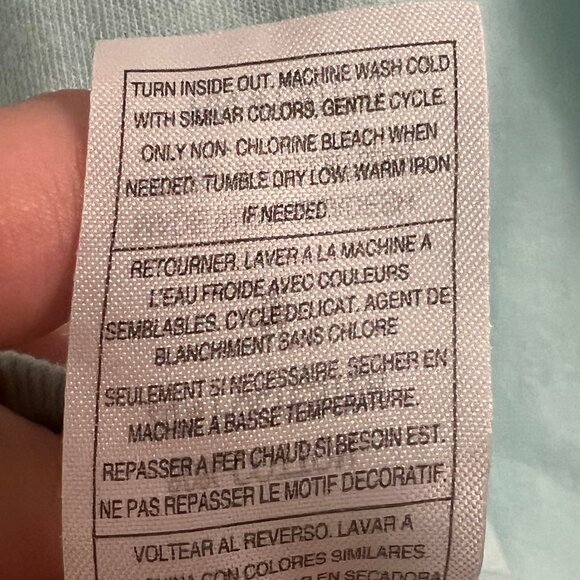 TURN INSIDE OUT. MACHINE WASH COLD
WITH SIMILAR COLORS. GENTLE CYCLE.
ONLY NON- CHLORINE BLEACH WHEN
NEEDED. TUMBLE DRY LOW. WARM IRON
IF NEEDED.
RETOURNER. LAVER A LA MACHINE A
L'EAU FROIDE AVEC COULEURS
SEMBLABLES. CYCLE DELICAT. AGENT DE
BLANCHIMENT SANS CHLORE
SEULEMENT SI NECESSAIRE. SECHER EN
MACHINE A BASSE TEMPERATURE.
REPASSER A FER CHAUD SI BESOIN EST.
NE PAS REPASSER LE MOTIF DECORATIF.
VOLTEAR AL REVERSO. LAVAR A
CON COLORES SIMILARES.
EN SECADORA